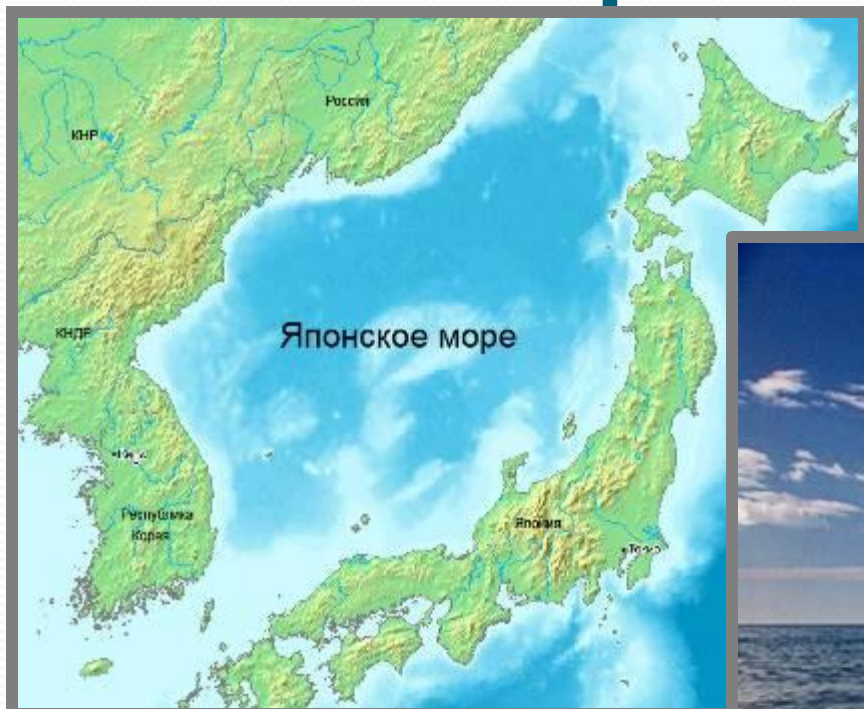 Россия
КНР
Японское море
КНДР
Республика
Корея
Япония
Токио